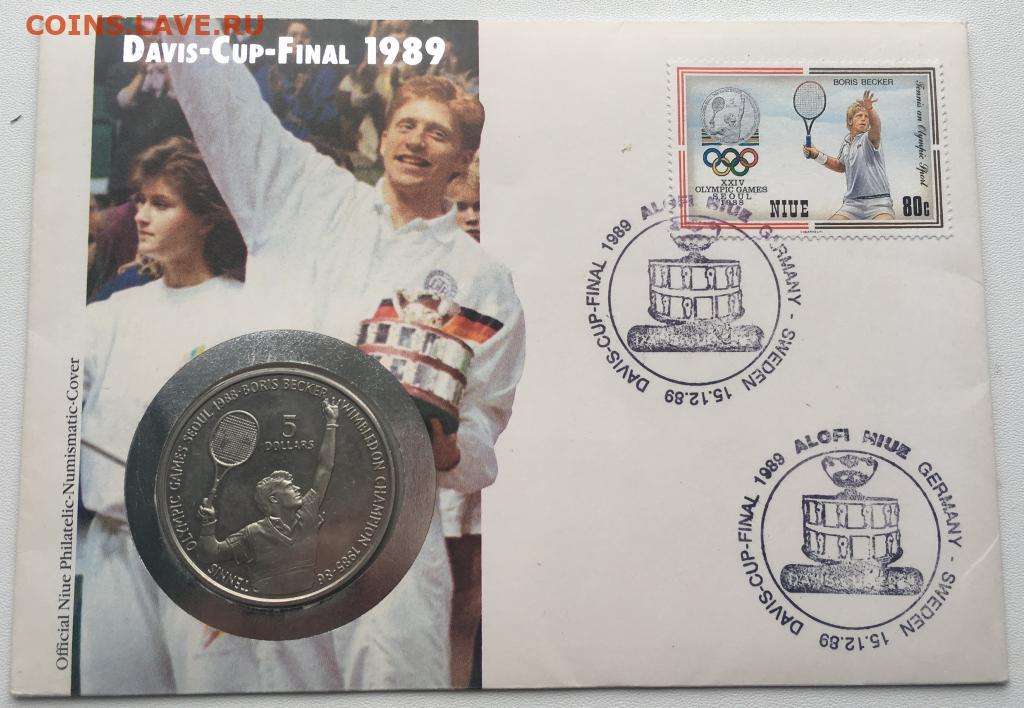 COINS.LAVE.RU
DAVIS-CUP-FINAL 1989
BORIS BECKER
Tennis an Olympic Sport
XXIV
OLYMPIC GAMES
SEOUL
1988
NIUE
80c
DAVIS-CUP-FINAL 1989 ALOFI NIUE GERMANY - SWEDEN 15.12.89
Official Niue Philatelic-Numismatic-Cover
TENNIS OLYMPIC GAMES SEOUL 1988·BORIS BECKER WIMBLEDON CHAMPION 1985-86
5
DOLLARS
DAVIS-CUP-FINAL 1989 ALOFI NIUE GERMANY - SWEDEN 15.12.89